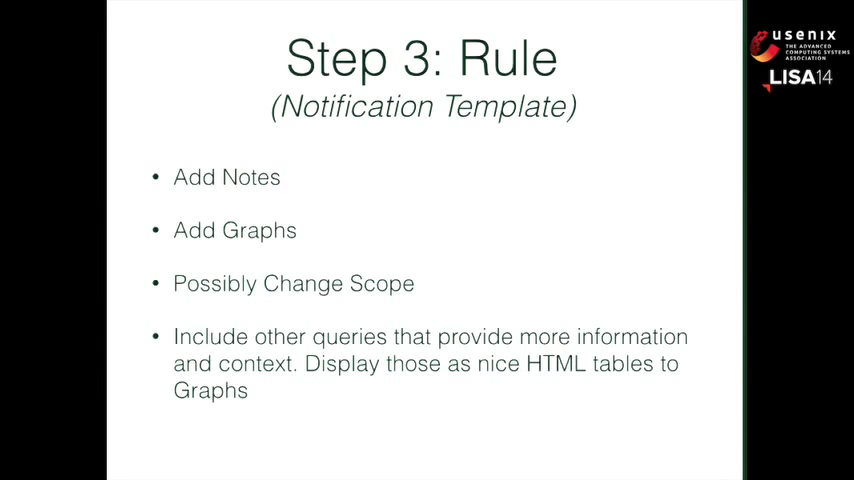 Step 3: Rule
(Notification Template)
• Add Notes
• Add Graphs
• Possibly Change Scope
• Include other queries that provide more information
and context. Display those as nice HTML tables to
Graphs
usenix
THE ADVANCED
COMPUTING SYSTEMS
ASSOCIATION
LISA14